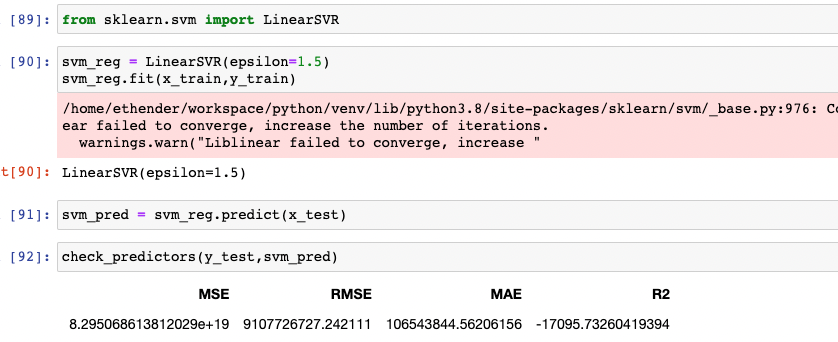 [89]: from sklearn.svm import LinearSVR
[90]: svm_reg = LinearSVR(epsilon=1.5)
svm_reg.fit(x_train,y_train)
/home/ethender/workspace/python/venv/lib/python3.8/site-packages/sklearn/svm/_base.py:976:
ear failed to converge, increase the number of iterations.
warnings.warn("Liblinear failed to converge, increase "
t[90]: LinearSVR(epsilon=1.5)
[91]: svm_pred = svm_reg.predict(x_test)
[92]: check_predictors(y_test,svm_pred)
MSE RMSE MAE R2
8.295068613812029e+19 9107726727.242111 106543844.56206156 -17095.73260419394